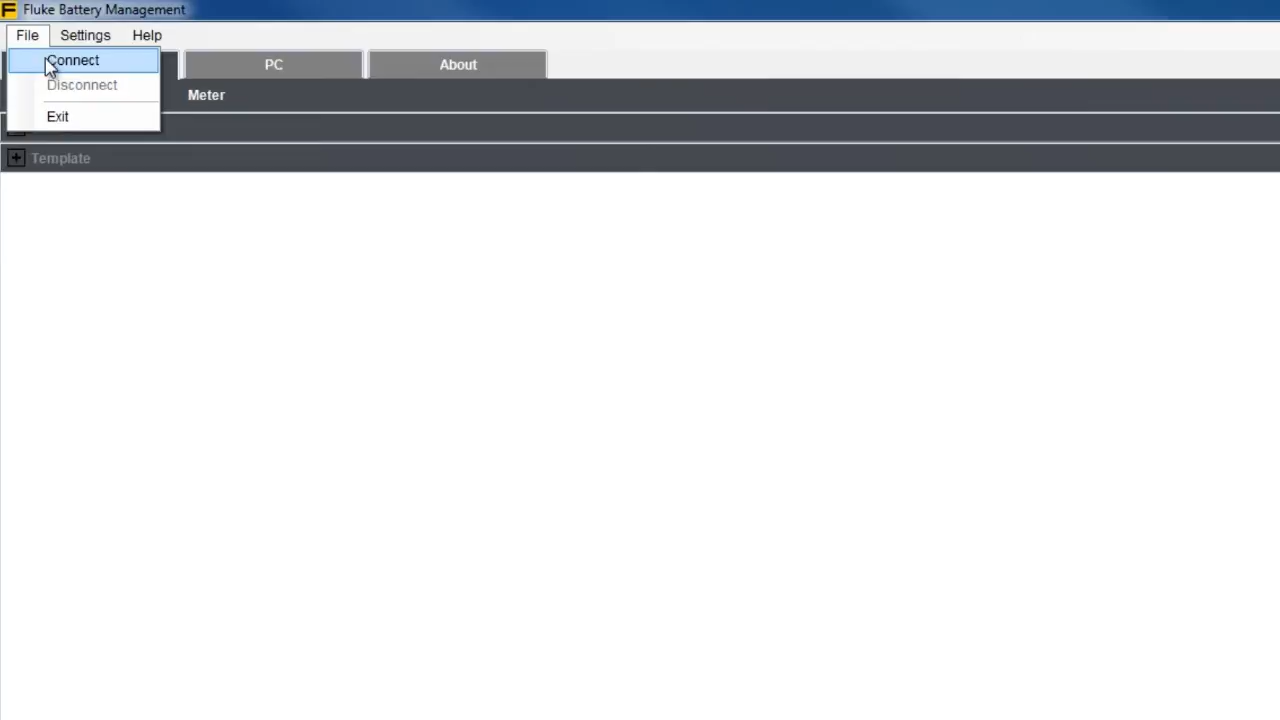 Fluke Battery Management
File Settings Help
Connect
Disconnect
Exit
PC About
Meter
Template